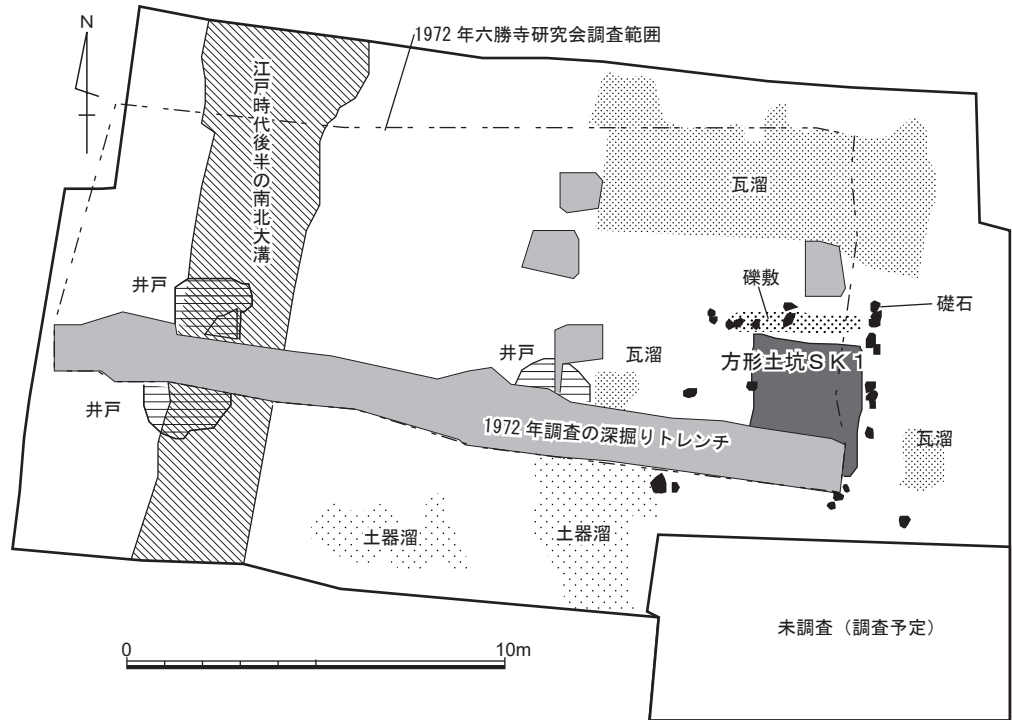 N
1972 年六勝寺研究会調査範囲
江戸時代後半の南北大溝
瓦溜
井戸
礫敷
礎石
井戸
瓦溜
方形土坑SK1
井戸
1972 年調査の深掘りトレンチ
瓦溜
土器溜
土器溜
未調査（調査予定）
0
10m